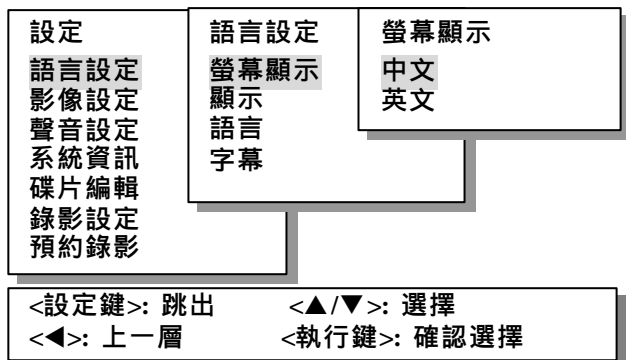 設定
語言設定
影像設定
聲音設定
系統資訊
碟片編輯
錄影設定
預約錄影
語言設定
螢幕顯示
顯示
語言
字幕
螢幕顯示
中文
英文
<設定鍵>: 跳出 <▲/▼>: 選擇
<◀>: 上一層 <執行鍵>: 確認選擇